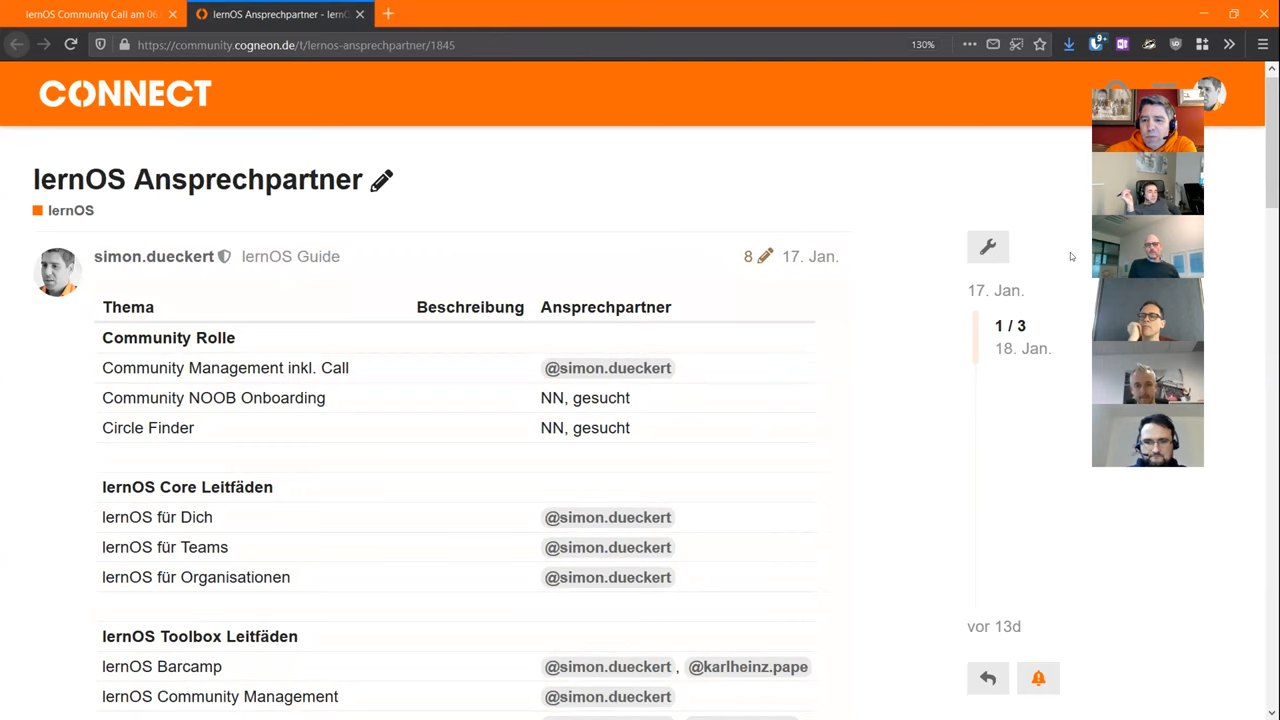 lernOS Community Call am 06.
lernOS Ansprechpartner - lernO
https://community.cogneon.de/t/lernos-ansprechpartner/1845
130%
9+
CONNECT
lernOS Ansprechpartner
lernOS
simon.dueckert lernOS Guide 8 17. Jan.
Thema Beschreibung Ansprechpartner
Community Rolle
Community Management inkl. Call @simon.dueckert
Community NOOB Onboarding NN, gesucht
Circle Finder NN, gesucht
lernOS Core Leitfäden
lernOS für Dich @simon.dueckert
lernOS für Teams @simon.dueckert
lernOS für Organisationen @simon.dueckert
lernOS Toolbox Leitfäden
lernOS Barcamp @simon.dueckert , @karlheinz.pape
lernOS Community Management @simon.dueckert
17. Jan.
1 / 3
18. Jan.
vor 13d